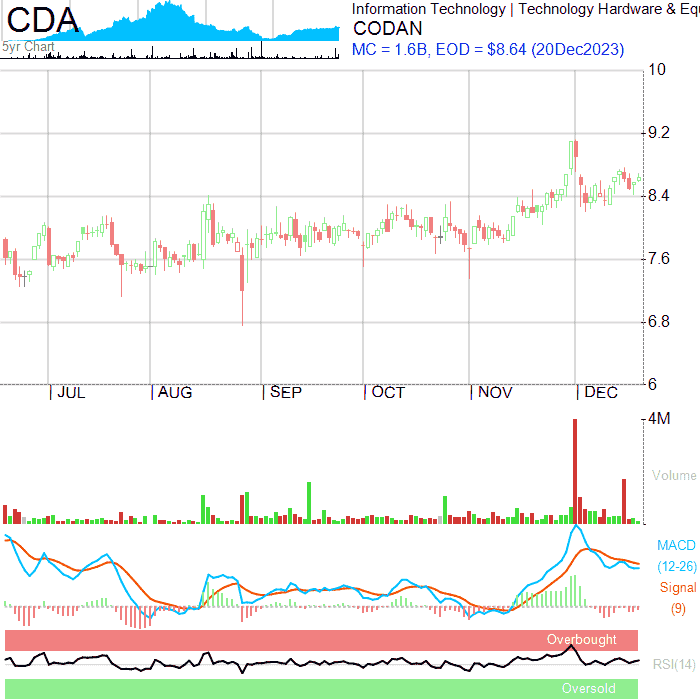 CDA
5yr Chart
Information Technology | Technology Hardware & Equ
CODAN
MC = 1.6B, EOD = $8.64 (20Dec2023)
10
9.2
8.4
7.6
6.8
6
JUL AUG SEP OCT NOV DEC
4M
Volume
MACD
(12-26)
Signal
(9)
Overbought
RSI(14)
Oversold